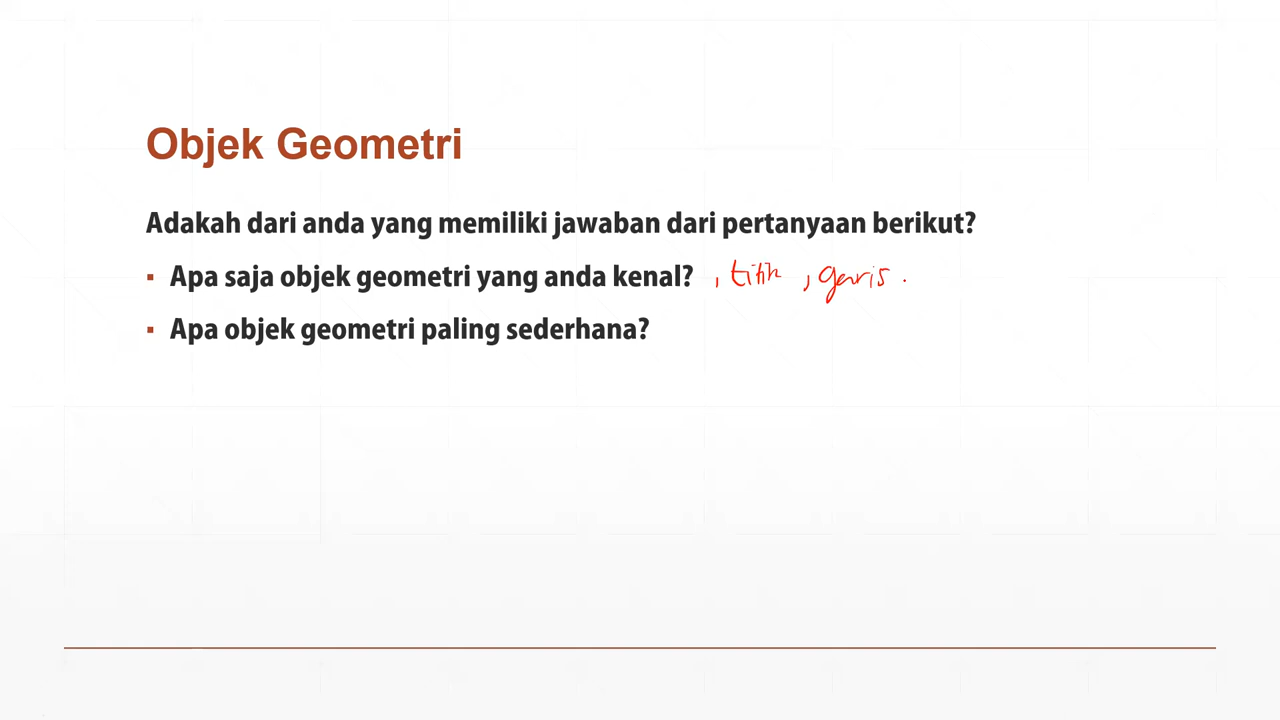 Objek Geometri
Adakah dari anda yang memiliki jawaban dari pertanyaan berikut?
▪ Apa saja objek geometri yang anda kenal? , titik , garis .
▪ Apa objek geometri paling sederhana?